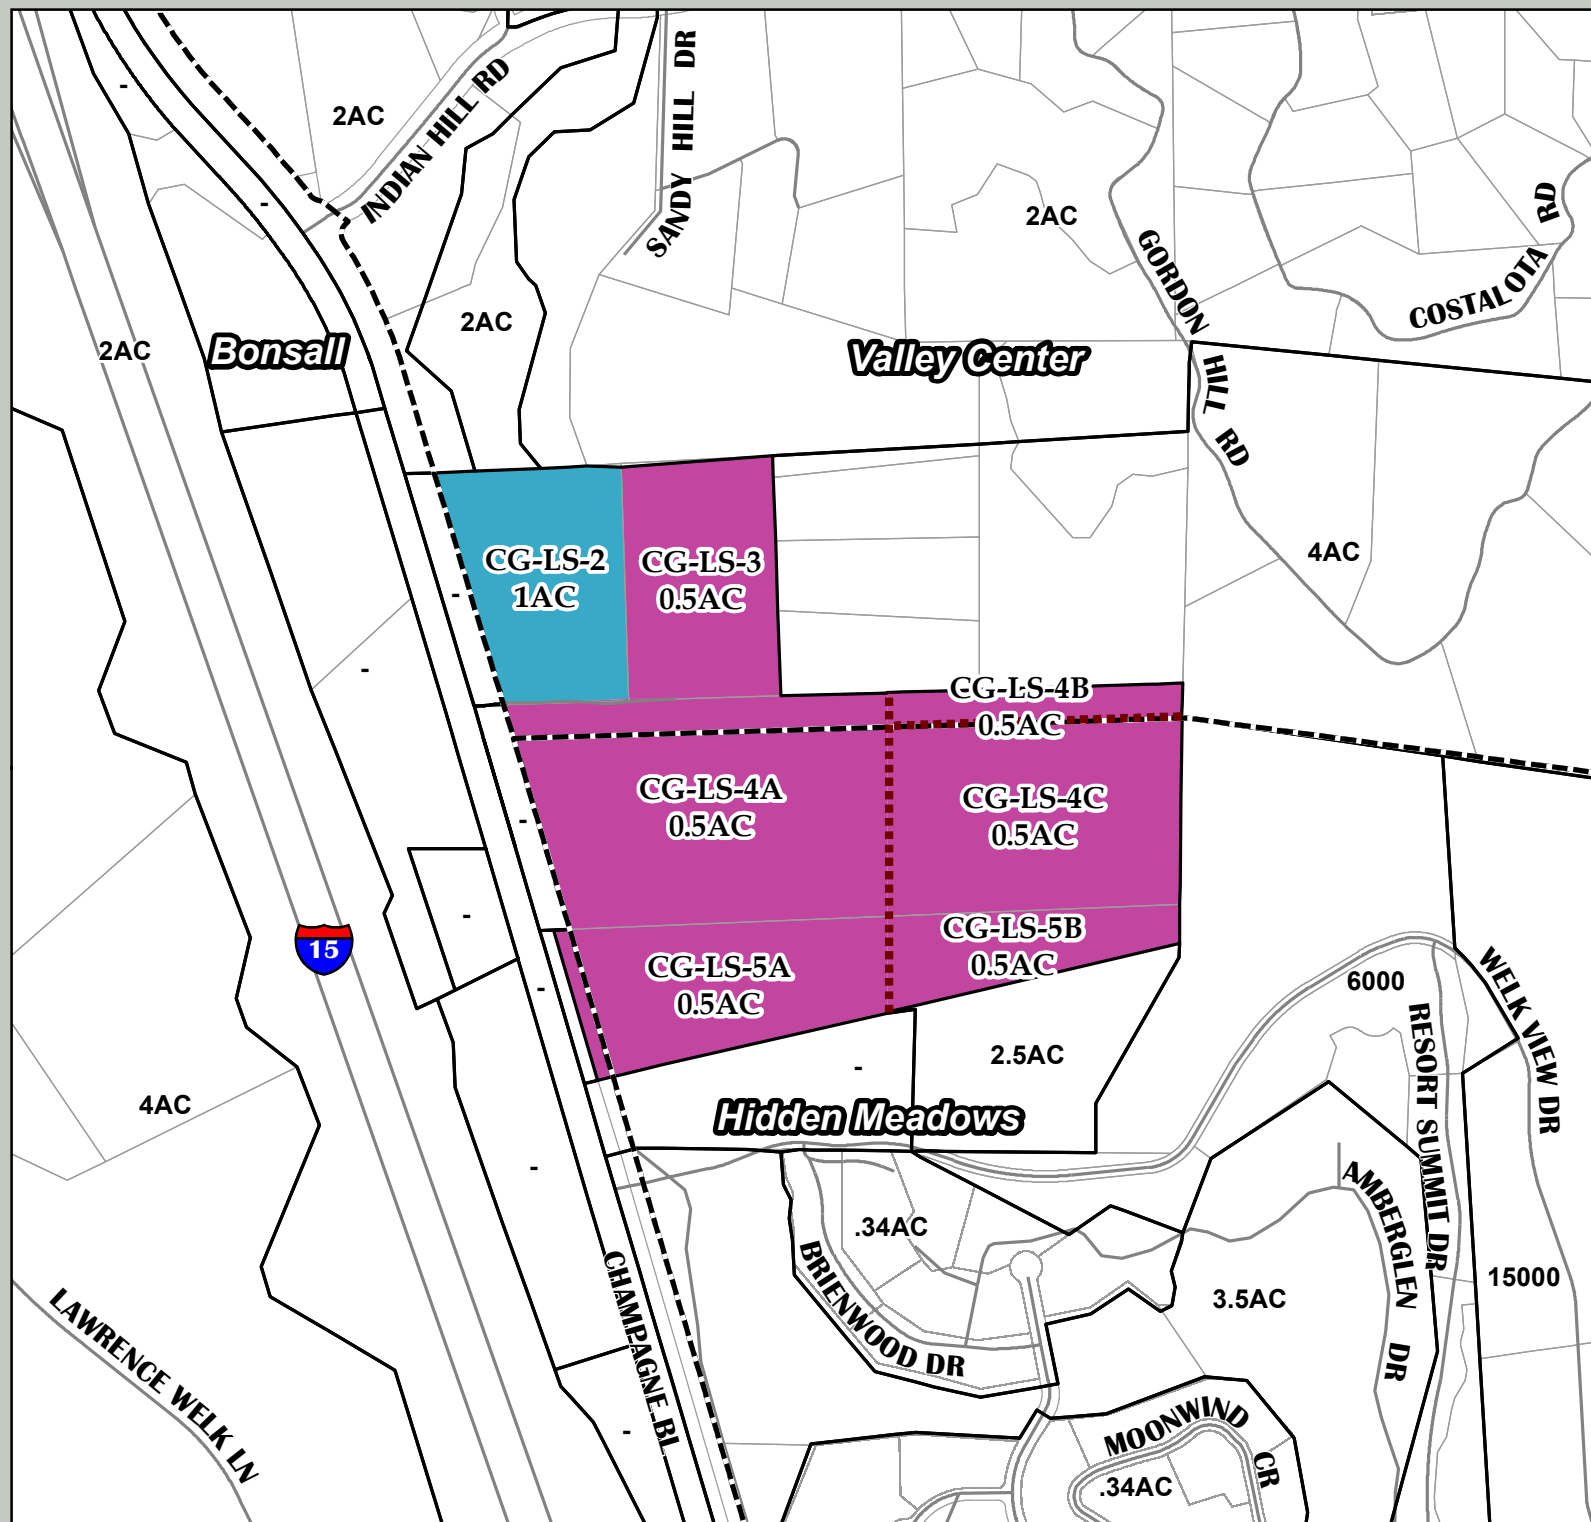 -
2AC
INDIAN HILL RD
SANDY HILL DR
-
2AC
GORDON HILL RD
COSTALOTA RD
2AC
2AC
Bonsall
Valley Center
CG-LS-2
1AC
CG-LS-3
0.5AC
4AC
-
-
CG-LS-4B
0.5AC
CG-LS-4A
0.5AC
CG-LS-4C
0.5AC
-
-
15
CG-LS-5A
0.5AC
CG-LS-5B
0.5AC
-
6000
WELK VIEW DR
RESORT SUMMIT DR
2.5AC
-
4AC
Hidden Meadows
-
.34AC
BRIENWOOD DR
AMBERGLEN DR
3.5AC
15000
CHAMPAGNE BL
LAWRENCE WELK LN
-
MOONWIND CR
.34AC